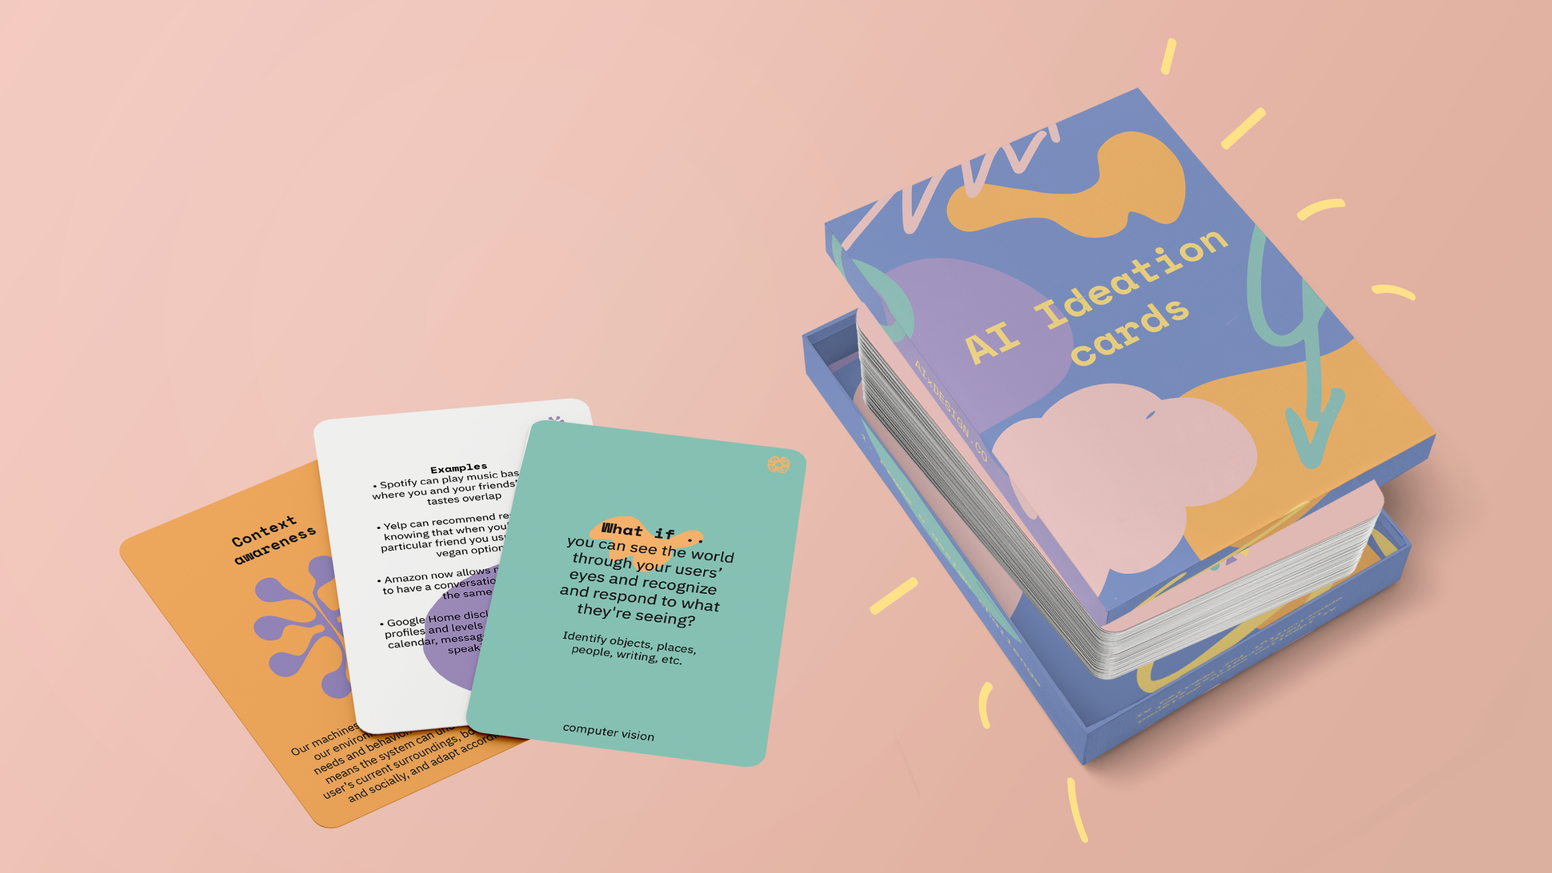 Context
awareness
Our machines
our environ
needs and behavio
means the system can und
user's current surroundings, bo
and socially, and adapt accord
Examples
• Spotify can play music bas
where you and your friends'
tastes overlap
• Yelp can recommend re
knowing that when you
particular friend you us
vegan option
• Amazon now allows
to have a conversatio
the same
• Google Home discl
profiles and levels
calendar, messag
speak
What if ..
you can see the world
through your users'
eyes and recognize
and respond to what
they're seeing?
Identify objects, places,
people, writing, etc.
computer vision
AI Ideation
cards
AIxDESIGN.CO